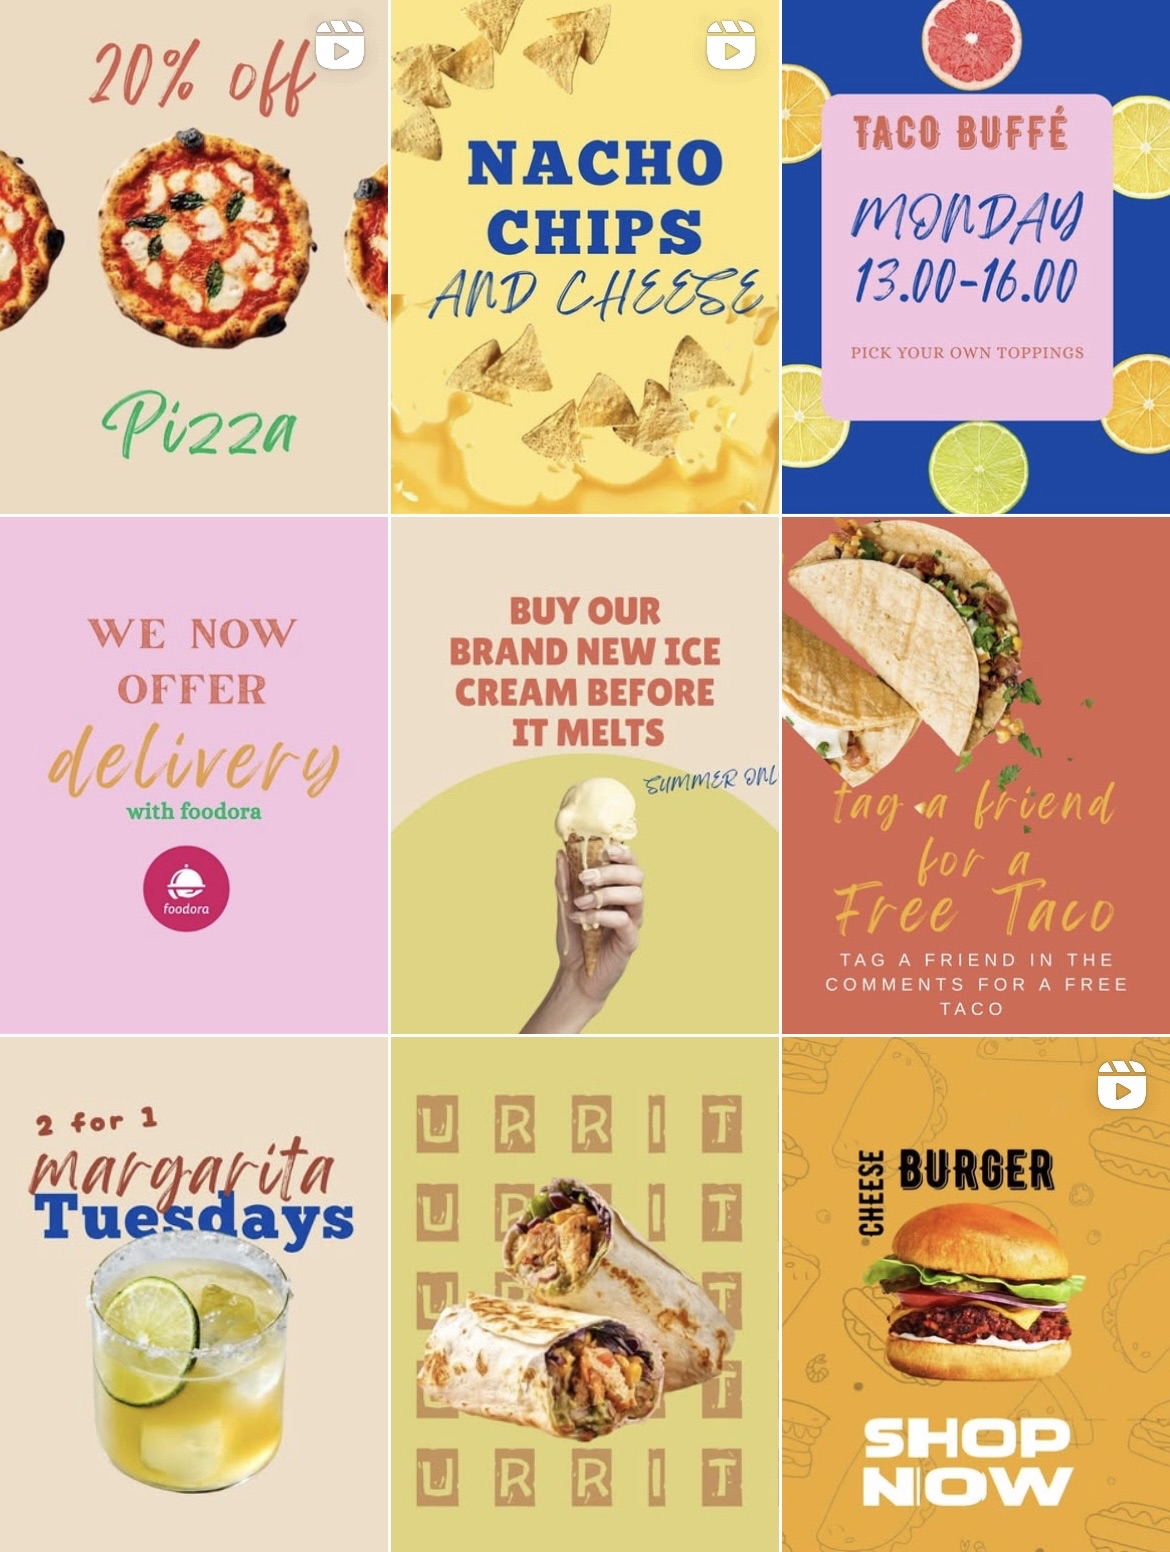 20% off
Pizza
NACHO
CHIPS
AND CHEESE
TACO BUFFÉ
MONDAY
13.00-16.00
PICK YOUR OWN TOPPINGS
WE NOW
OFFER
delivery
with foodora
foodora
BUY OUR
BRAND NEW ICE
CREAM BEFORE
IT MELTS
SUMMER ONL
tag a friend
for a
Free Taco
TAG A FRIEND IN THE
COMMENTS FOR A FREE
TACO
2 for 1
margarita
Tuesdays
U R R I T
U R R I T
U R I T
U I T
U R R I T
CHEESE BURGER
SHOP
NOW